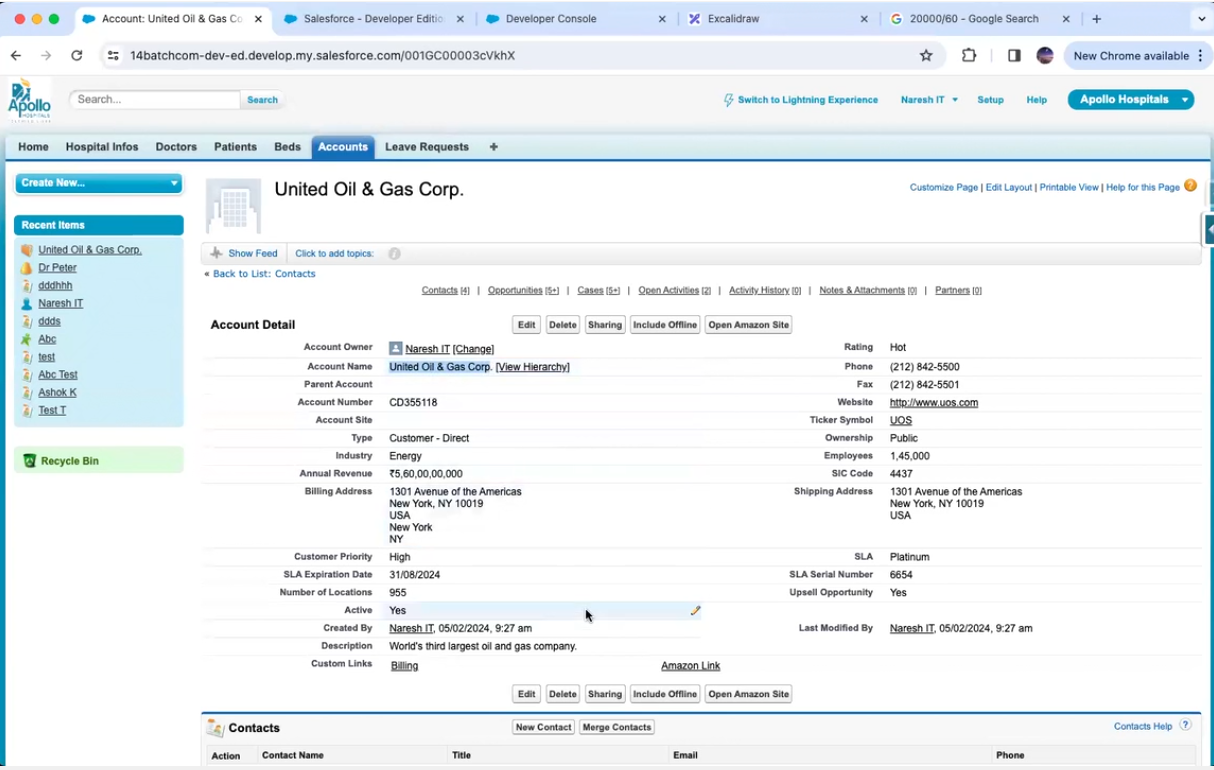 Account: United Oil & Gas Co
Salesforce - Developer Editio
Developer Console
Excalidraw
20000/60 - Google Search
14batchcom-dev-ed.develop.my.salesforce.com/001GC00003cVkhX
New Chrome available
Apollo
HOSPITALS
Search...
Search
Switch to Lightning Experience
Naresh IT
Setup
Help
Apollo Hospitals
Home
Hospital Infos
Doctors
Patients
Beds
Accounts
Leave Requests
+
Create New...
Recent Items
United Oil & Gas Corp.
Dr Peter
dddhhh
Naresh IT
ddds
Abc
test
Abc Test
Ashok K
Test T
Recycle Bin
United Oil & Gas Corp.
Customize Page | Edit Layout | Printable View | Help for this Page
Show Feed
Click to add topics:
« Back to List: Contacts
Contacts [4] | Opportunities [5+] | Cases [5+] | Open Activities [2] | Activity History [0] | Notes & Attachments [0] | Partners [0]
Account Detail
Edit
Delete
Sharing
Include Offline
Open Amazon Site
Account Owner Naresh IT [Change]
Rating Hot
Account Name United Oil & Gas Corp. [View Hierarchy]
Phone (212) 842-5500
Parent Account
Fax (212) 842-5501
Account Number CD355118
Website http://www.uos.com
Account Site
Ticker Symbol UOS
Type Customer - Direct
Ownership Public
Industry Energy
Employees 1,45,000
Annual Revenue ₹5,60,00,00,000
SIC Code 4437
Billing Address 1301 Avenue of the Americas
New York, NY 10019
USA
New York
NY
Shipping Address 1301 Avenue of the Americas
New York, NY 10019
USA
Customer Priority High
SLA Platinum
SLA Expiration Date 31/08/2024
SLA Serial Number 6654
Number of Locations 955
Upsell Opportunity Yes
Active Yes
Created By Naresh IT, 05/02/2024, 9:27 am
Last Modified By Naresh IT, 05/02/2024, 9:27 am
Description World's third largest oil and gas company.
Custom Links Billing
Amazon Link
Edit
Delete
Sharing
Include Offline
Open Amazon Site
Contacts
New Contact
Merge Contacts
Contacts Help
Action
Contact Name
Title
Email
Phone